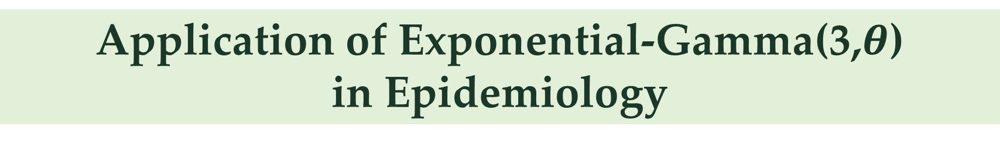 Application of Exponential-Gamma(3,θ)
in Epidemiology